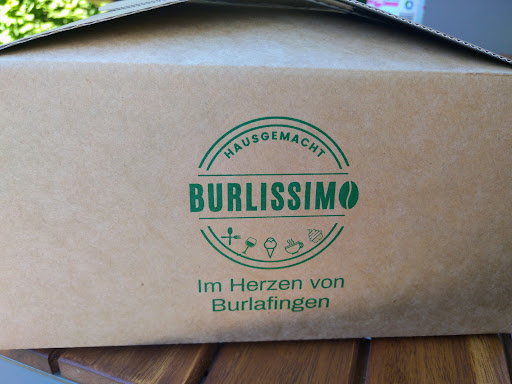 HAUSGEMACHT
BURLISSIMO
Im Herzen von
Burlafingen